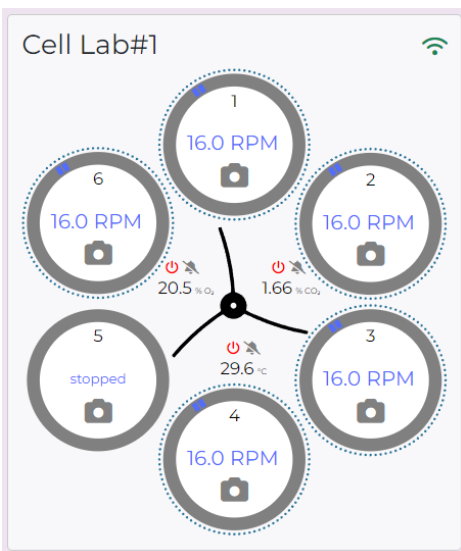 Cell Lab#1
1
16.0 RPM
6
16.0 RPM
2
16.0 RPM
20.5 % O₂
1.66 % CO₂
5
stopped
29.6 °C
3
16.0 RPM
4
16.0 RPM